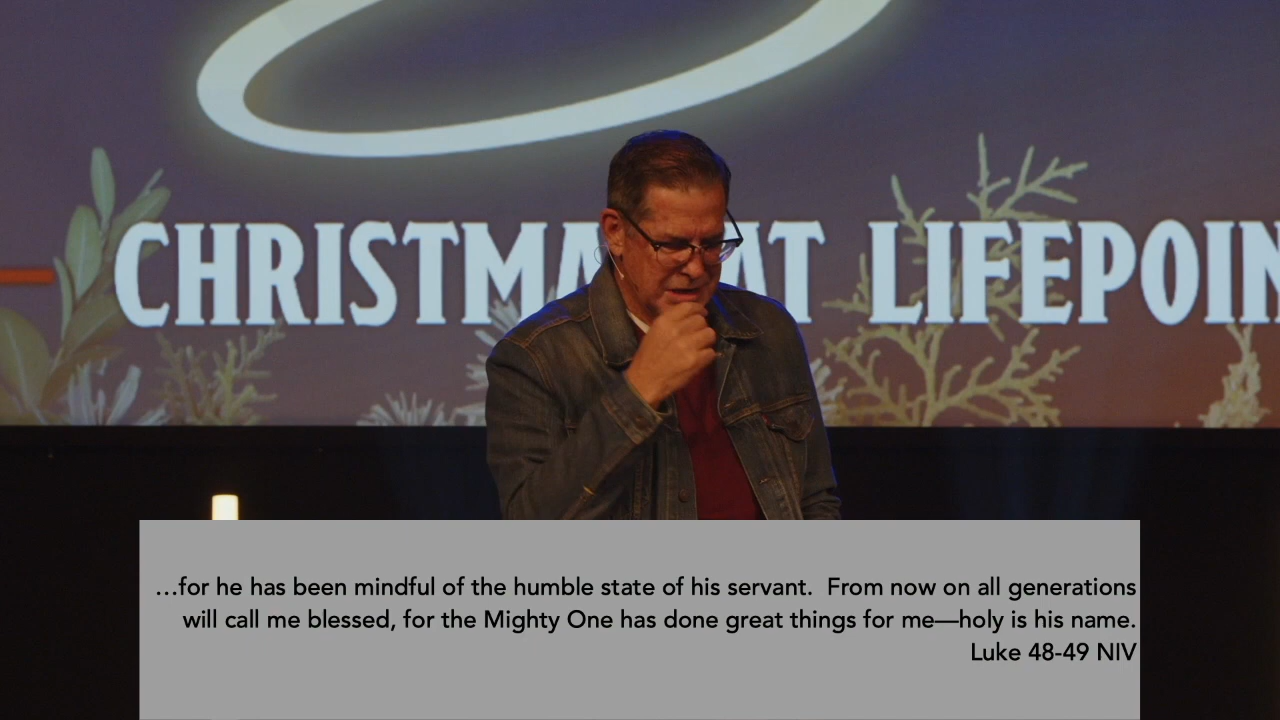 CHRISTMA AT LIFEPOIN
…for he has been mindful of the humble state of his servant.  From now on all generations
will call me blessed, for the Mighty One has done great things for me—holy is his name.
Luke 48-49 NIV